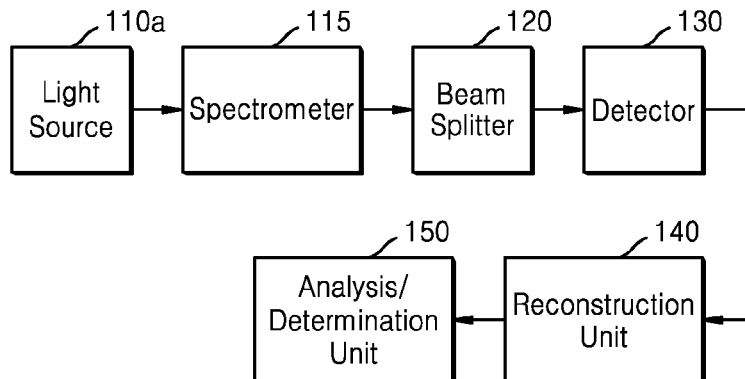 110a
115
120
130
Light
Source
Spectrometer
Beam
Splitter
Detector
150
140
Analysis/
Determination
Unit
Reconstruction
Unit